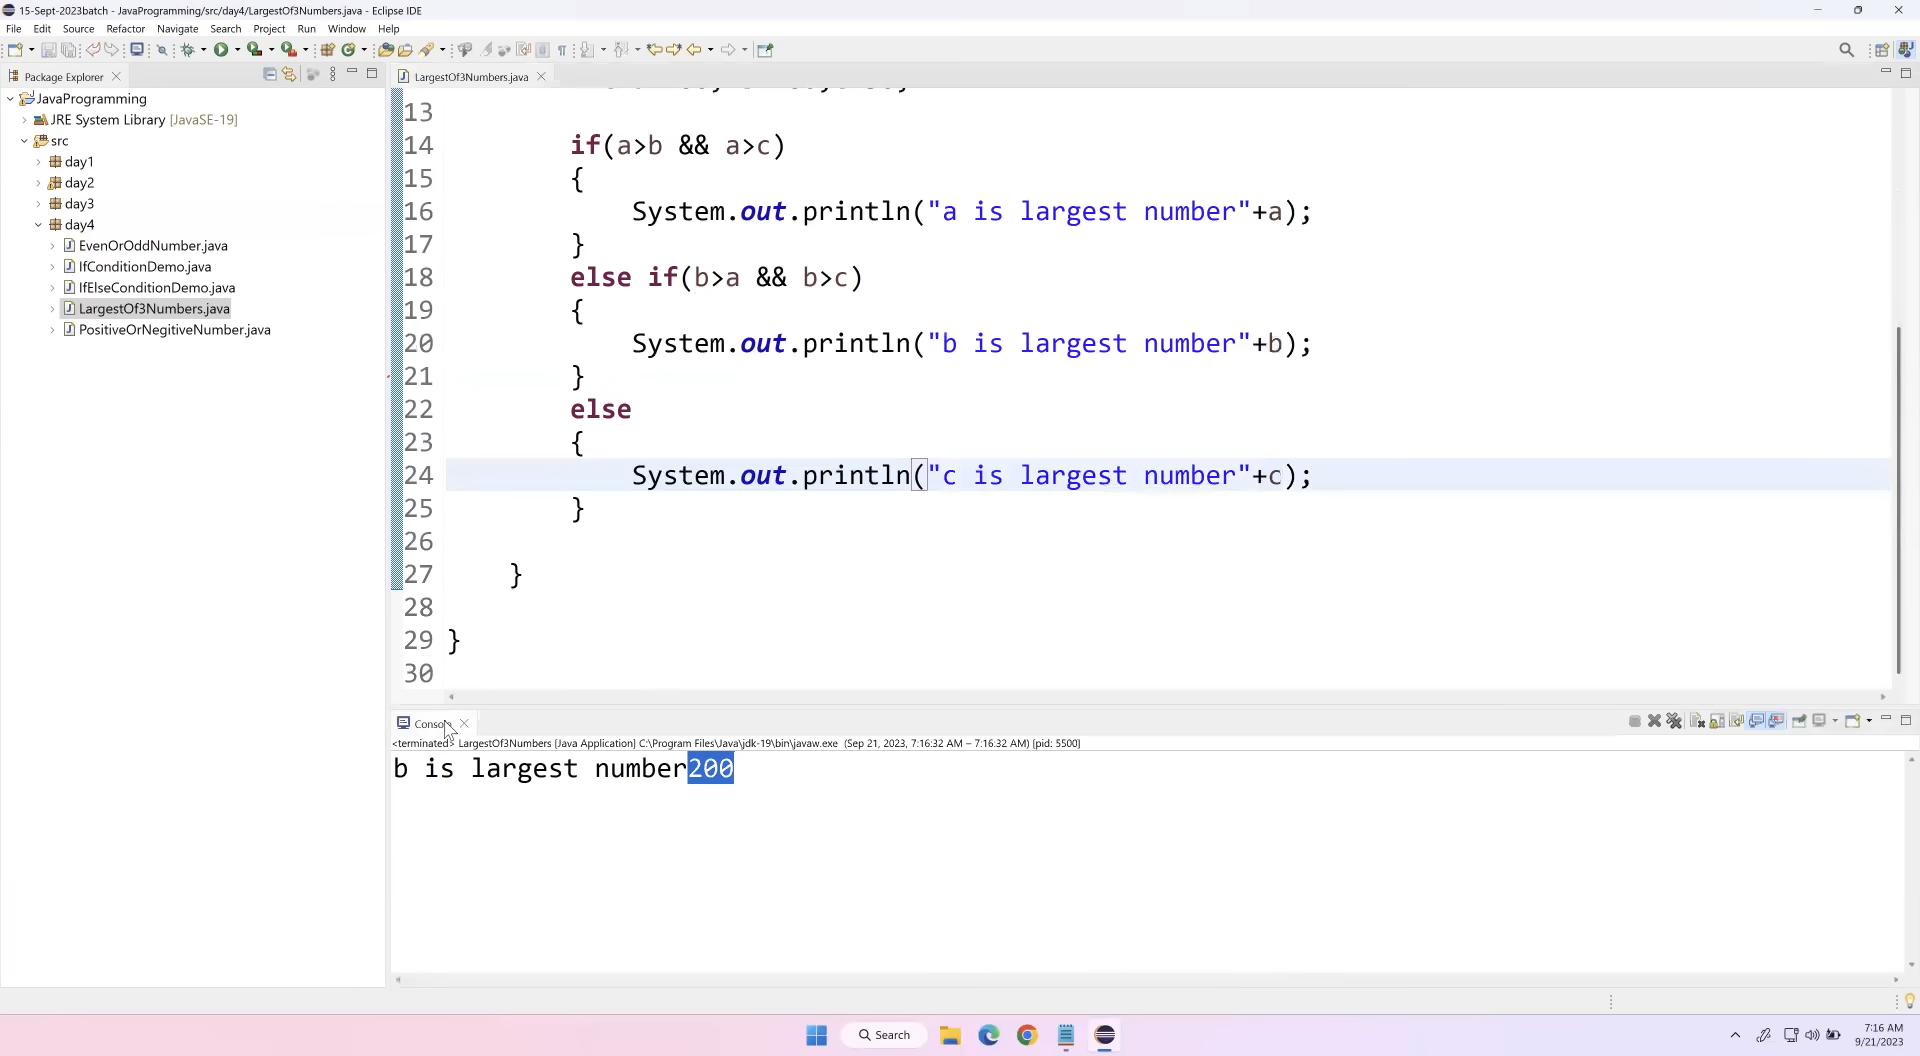 15-Sept-2023batch - JavaProgramming/src/day4/LargestOf3Numbers.java - Eclipse IDE
File Edit Source Refactor Navigate Search Project Run Window Help
Package Explorer
LargestOf3Numbers.java
JavaProgramming
JRE System Library [JavaSE-19]
src
day1
day2
day3
day4
EvenOrOddNumber.java
IfConditionDemo.java
IfElseConditionDemo.java
LargestOf3Numbers.java
PositiveOrNegitiveNumber.java
13
14 if(a>b && a>c)
15 {
16 System.out.println("a is largest number"+a);
17 }
18 else if(b>a && b>c)
19 {
20 System.out.println("b is largest number"+b);
21 }
22 else
23 {
24 System.out.println("c is largest number"+c);
25 }
26
27 }
28
29 }
30
Console
<terminated> LargestOf3Numbers [Java Application] C:\Program Files\Java\jdk-19\bin\javaw.exe (Sep 21, 2023, 7:16:32 AM – 7:16:32 AM) [pid: 5500]
b is largest number200
Search
7:16 AM
9/21/2023